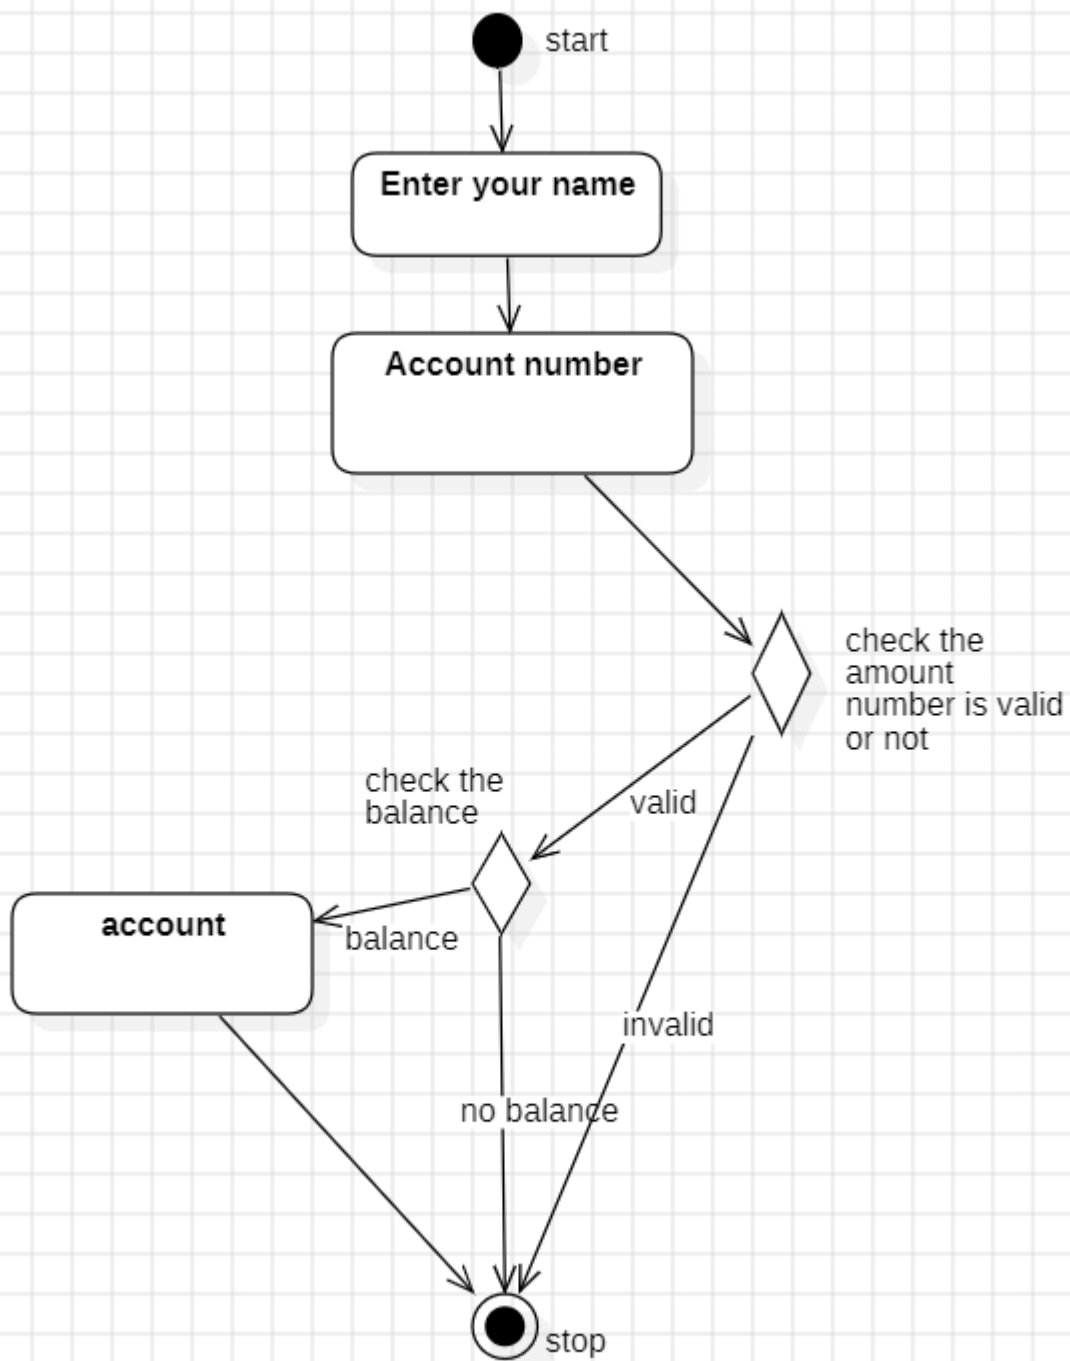 start
Enter your name
Account number
check the
amount
number is valid
or not
valid
check the
balance
account
balance
invalid
no balance
stop